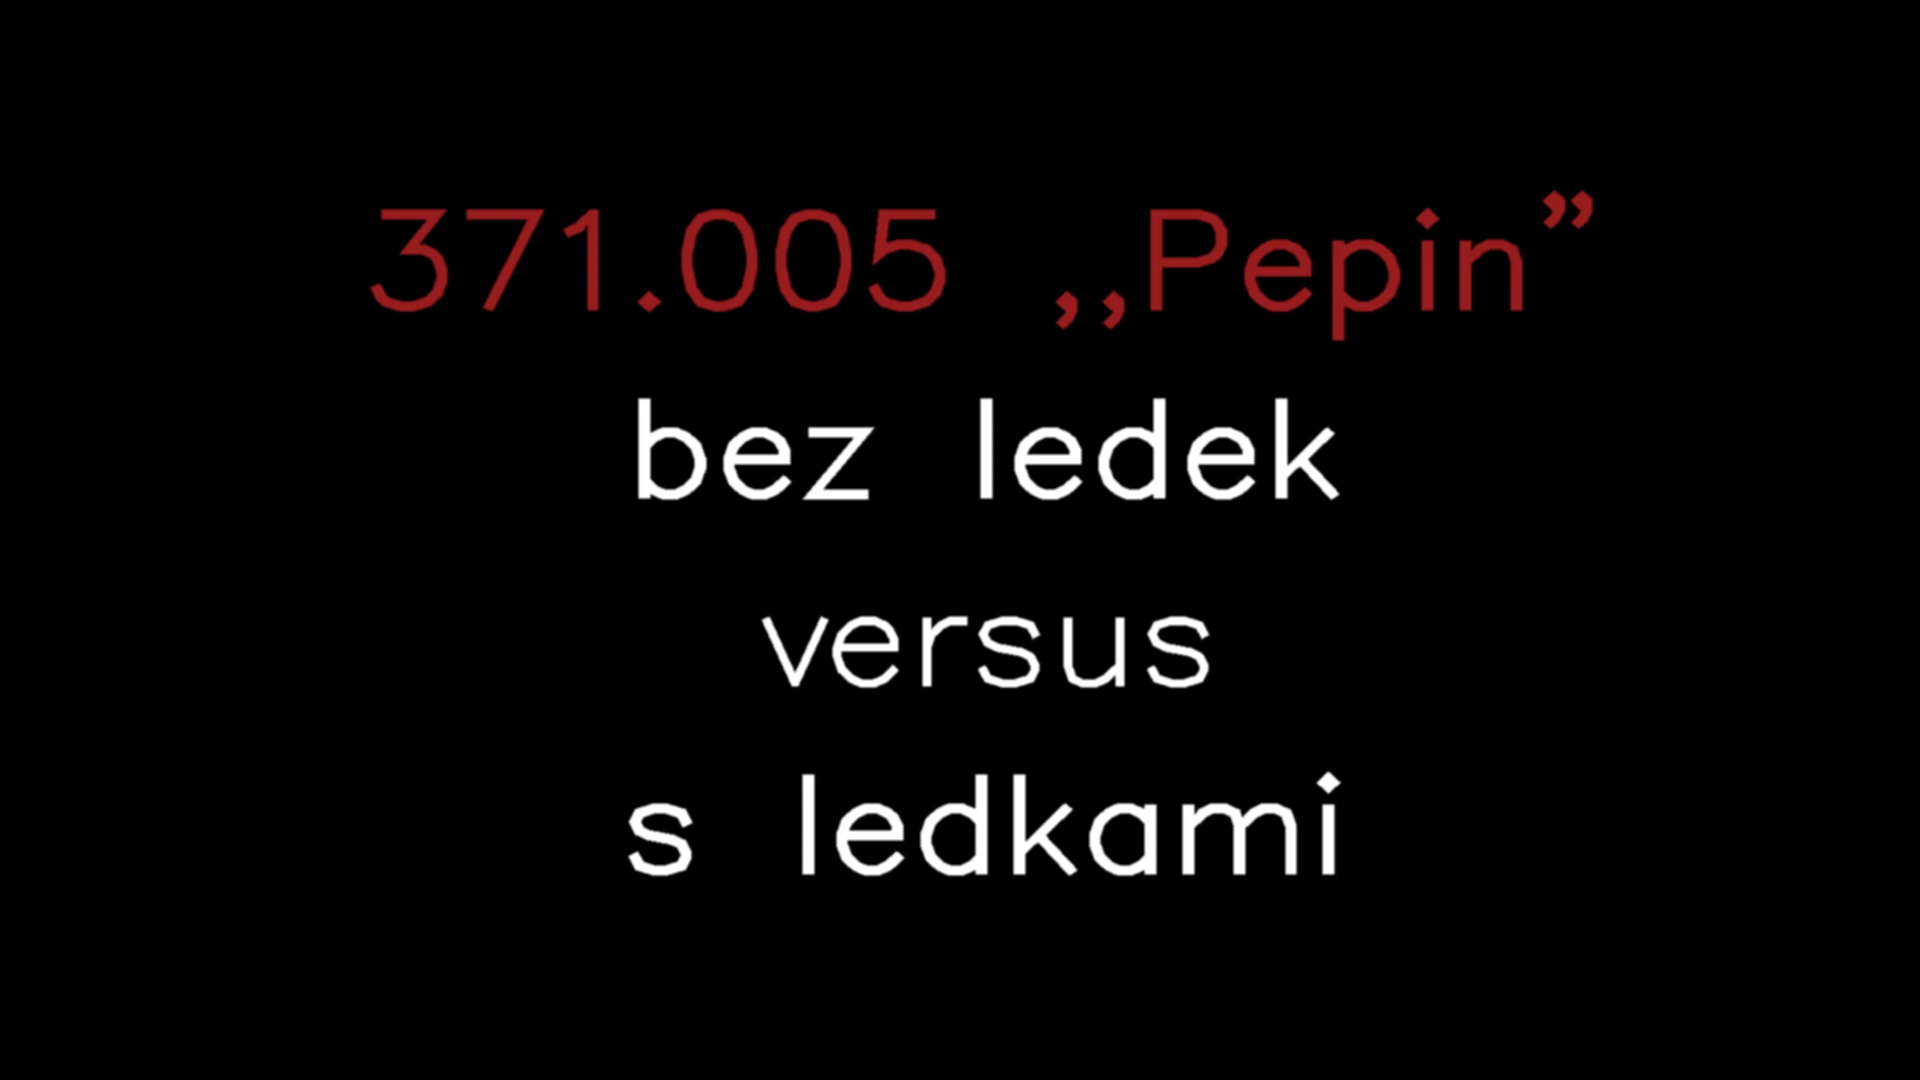 371.005 ,,Pepin”
bez ledek
versus
s ledkami